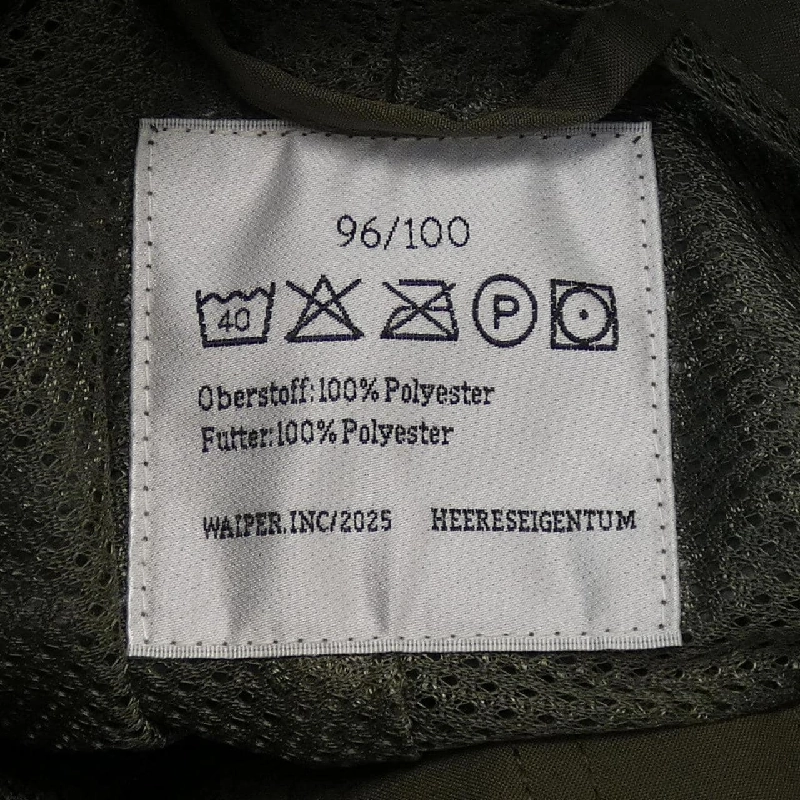 96/100
40 P
Oberstoff: 100% Polyester
Futter: 100% Polyester
WAIPER.INC/2025 HEERESEIGENTUM